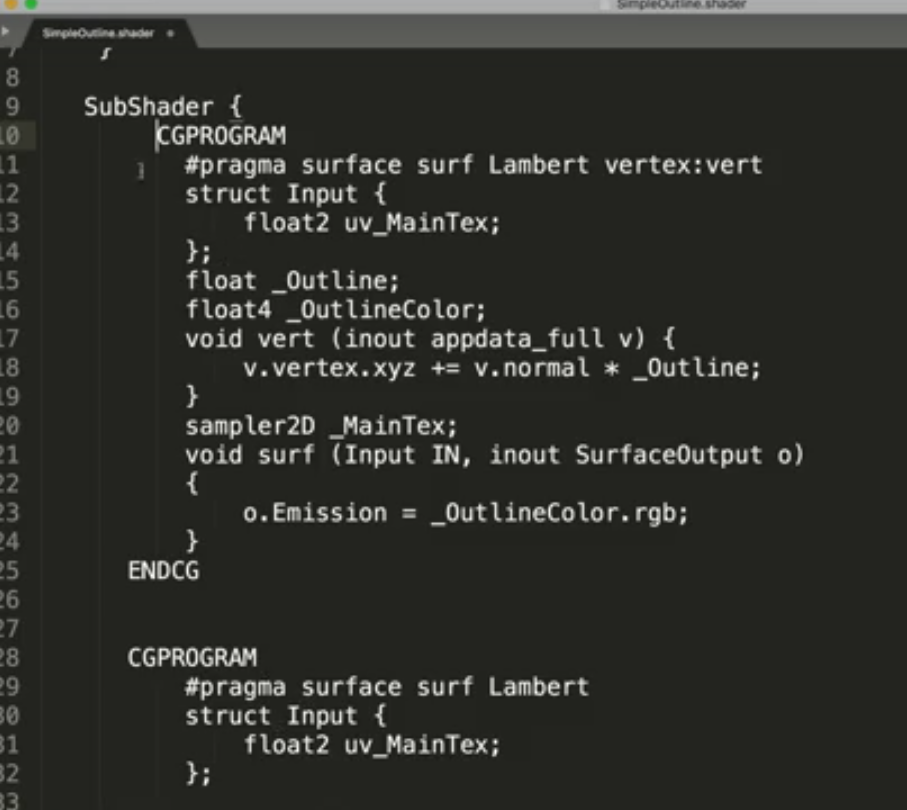 SimpleOutline.shader
SimpleOutline.shader
7 }
8
9 SubShader {
10 CGPROGRAM
11 #pragma surface surf Lambert vertex:vert
12 struct Input {
13 float2 uv_MainTex;
14 };
15 float _Outline;
16 float4 _OutlineColor;
17 void vert (inout appdata_full v) {
18 v.vertex.xyz += v.normal * _Outline;
19 }
20 sampler2D _MainTex;
21 void surf (Input IN, inout SurfaceOutput o)
22 {
23 o.Emission = _OutlineColor.rgb;
24 }
25 ENDCG
26
27
28 CGPROGRAM
29 #pragma surface surf Lambert
30 struct Input {
31 float2 uv_MainTex;
32 };
33